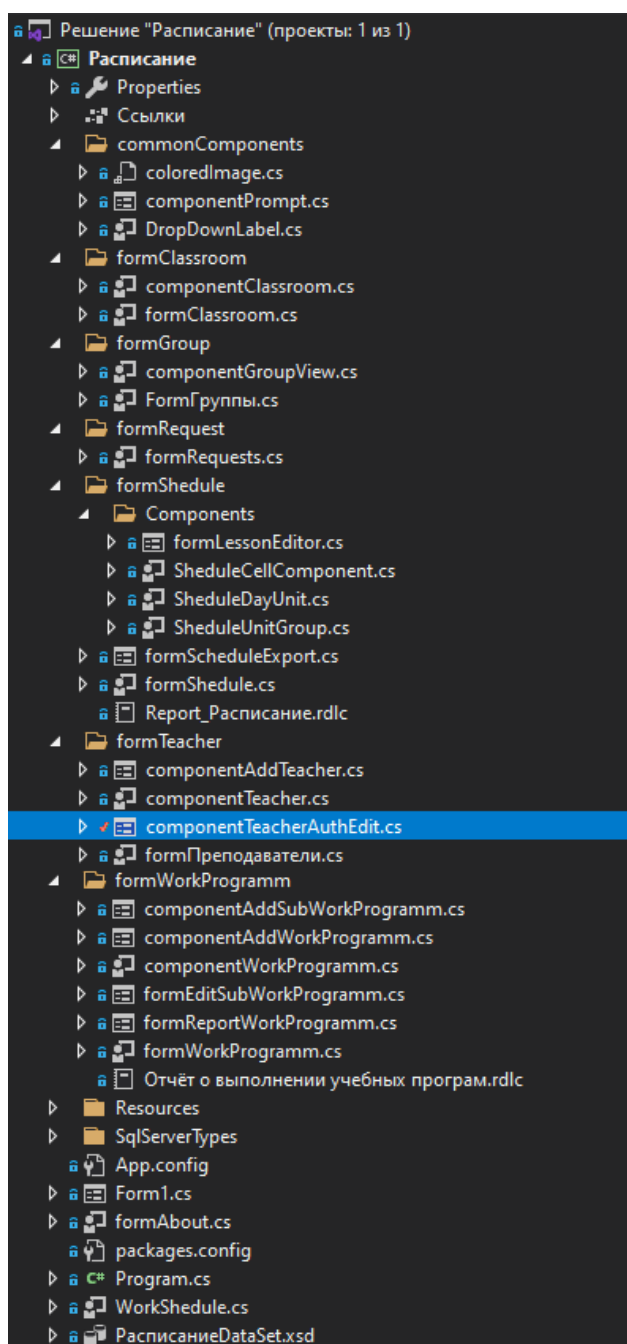 Решение "Расписание" (проекты: 1 из 1)
C# Расписание
Properties
Ссылки
commonComponents
coloredImage.cs
componentPrompt.cs
DropDownLabel.cs
formClassroom
componentClassroom.cs
formClassroom.cs
formGroup
componentGroupView.cs
FormГруппы.cs
formRequest
formRequests.cs
formShedule
Components
formLessonEditor.cs
SheduleCellComponent.cs
SheduleDayUnit.cs
SheduleUnitGroup.cs
formScheduleExport.cs
formShedule.cs
Report_Расписание.rdlc
formTeacher
componentAddTeacher.cs
componentTeacher.cs
componentTeacherAuthEdit.cs
formПреподаватели.cs
formWorkProgramm
componentAddSubWorkProgramm.cs
componentAddWorkProgramm.cs
componentWorkProgramm.cs
formEditSubWorkProgramm.cs
formReportWorkProgramm.cs
formWorkProgramm.cs
Отчёт о выполнении учебных програм.rdlc
Resources
SqlServerTypes
App.config
Form1.cs
formAbout.cs
packages.config
C# Program.cs
WorkShedule.cs
РасписаниеDataSet.xsd